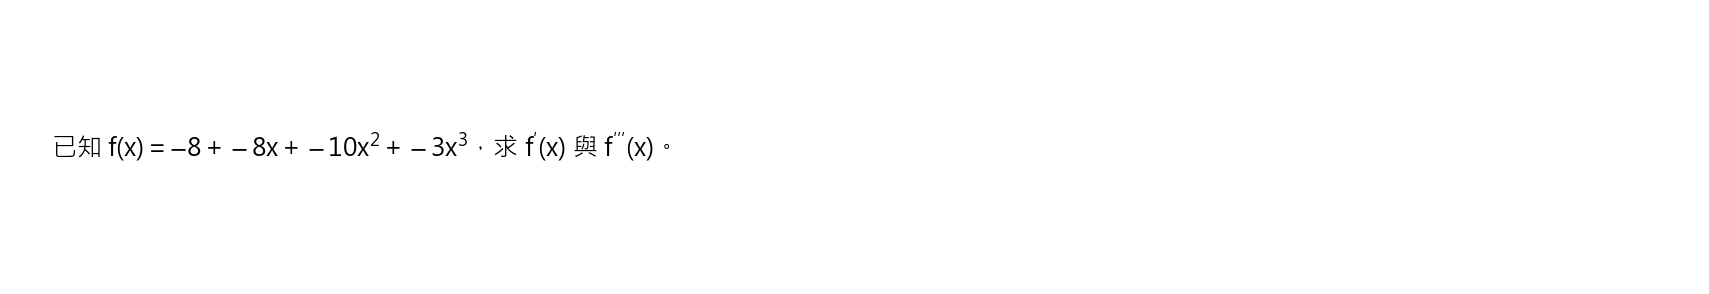 已知 f(x) = −8 + −8x + −10x² + −3x³，求 f′(x) 與 f′′′(x)。